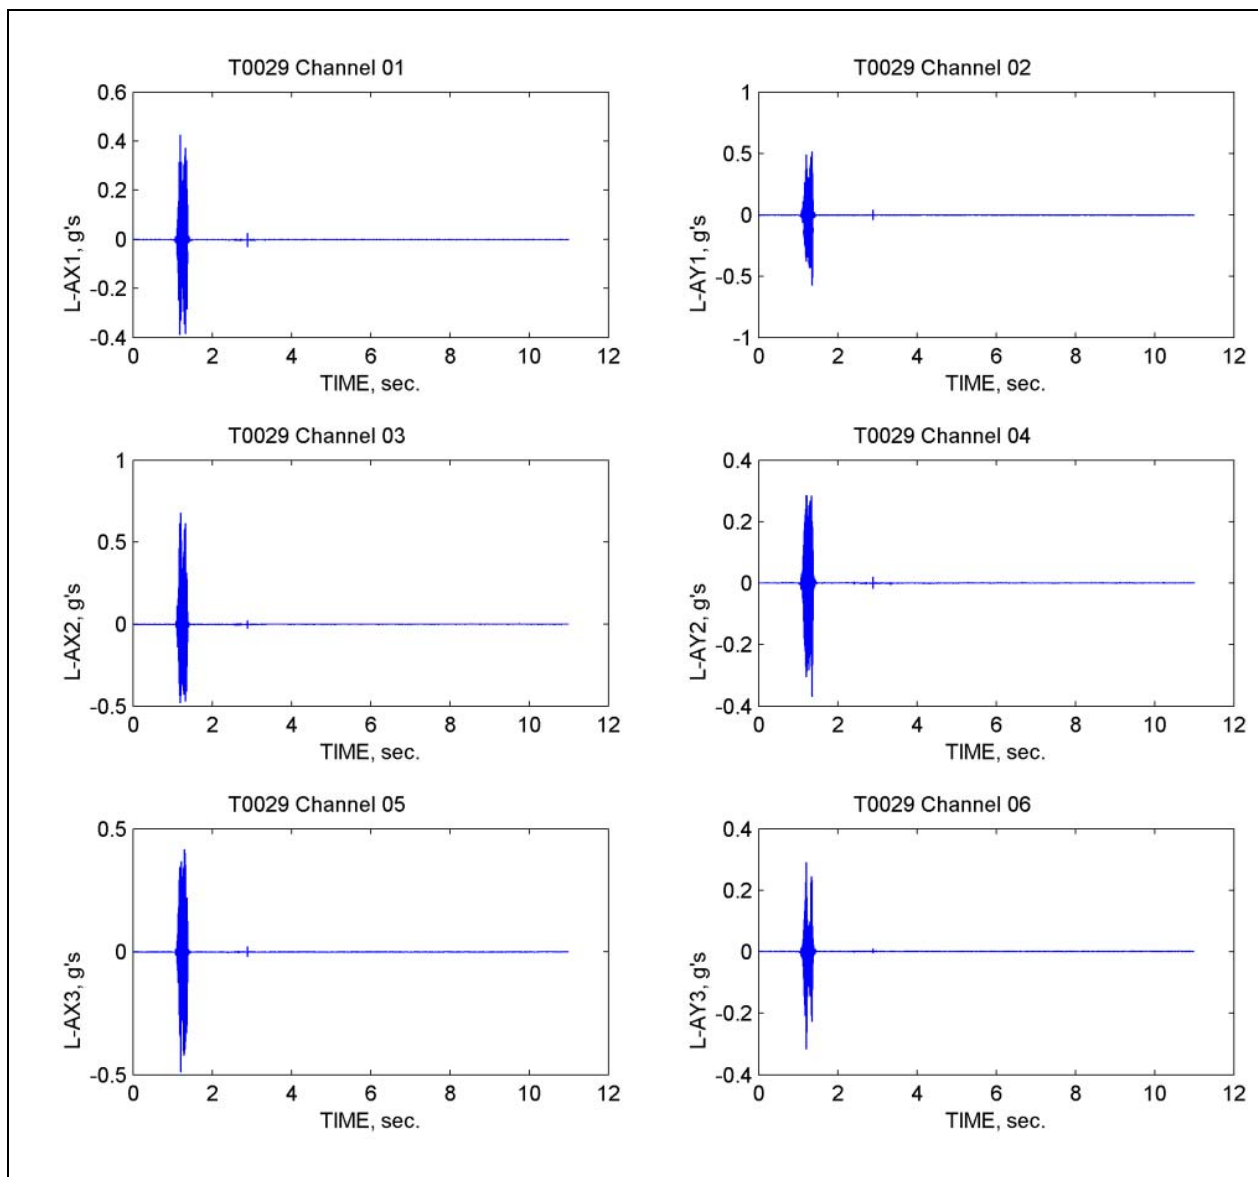 T0029 Channel 01
0.6
0.4
0.2
0
-0.2
-0.4
L-AX1, g's
0 2 4 6 8 10 12
TIME, sec.
T0029 Channel 02
1
0.5
0
-0.5
-1
L-AY1, g's
0 2 4 6 8 10 12
TIME, sec.
T0029 Channel 03
1
0.5
0
-0.5
L-AX2, g's
0 2 4 6 8 10 12
TIME, sec.
T0029 Channel 04
0.4
0.2
0
-0.2
-0.4
L-AY2, g's
0 2 4 6 8 10 12
TIME, sec.
T0029 Channel 05
0.5
0
-0.5
L-AX3, g's
0 2 4 6 8 10 12
TIME, sec.
T0029 Channel 06
0.4
0.2
0
-0.2
-0.4
L-AY3, g's
0 2 4 6 8 10 12
TIME, sec.